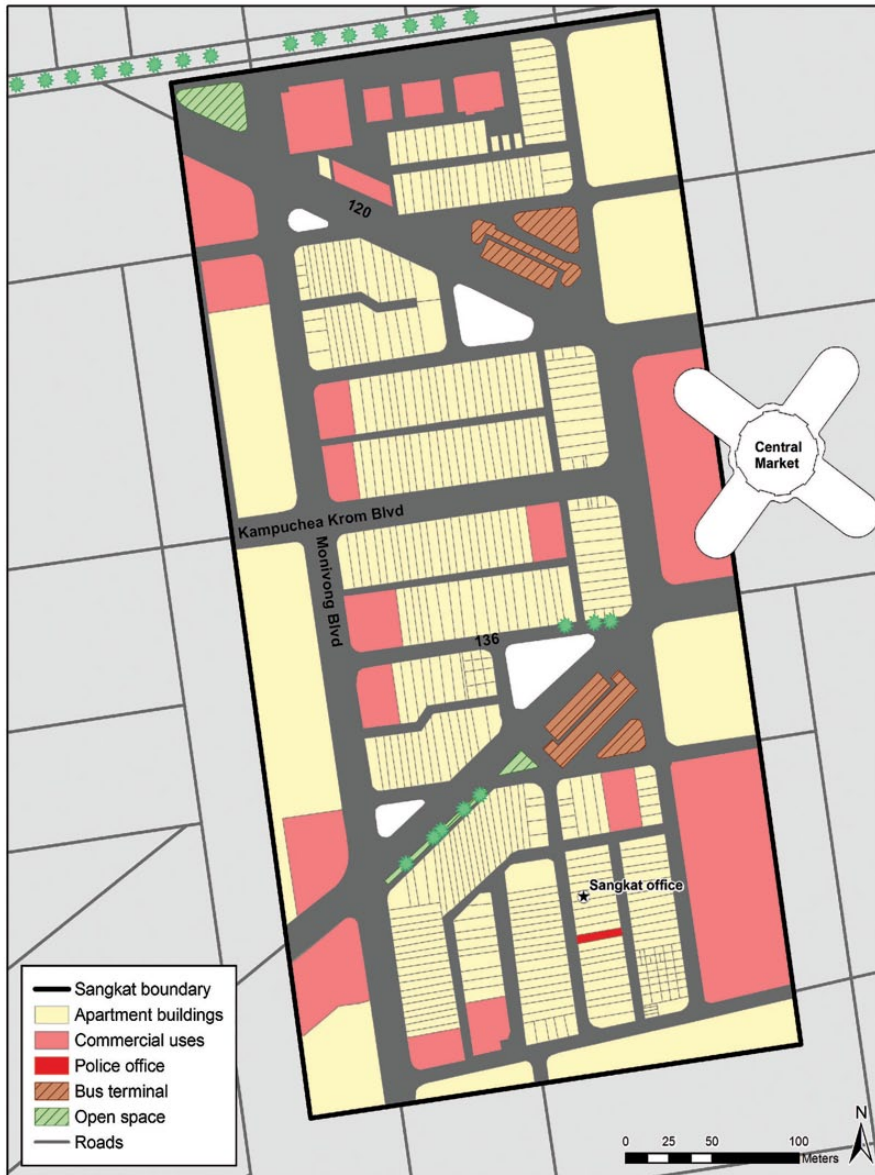 120
Central
Market
Kampuchea Krom Blvd
Monivong Blvd
136
Sangkat office
Sangkat boundary
Apartment buildings
Commercial uses
Police office
Bus terminal
Open space
Roads
N
0 25 50 100
Meters